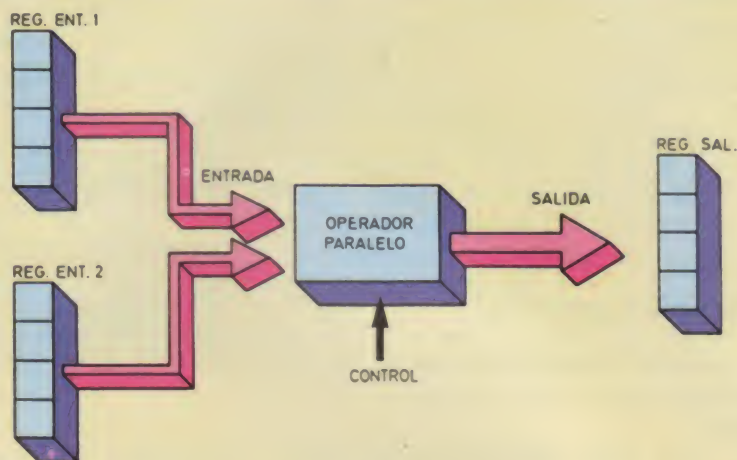 REG. ENT. 1
REG. SAL.
ENTRADA
SALIDA
OPERADOR
PARALELO
REG. ENT. 2
CONTROL